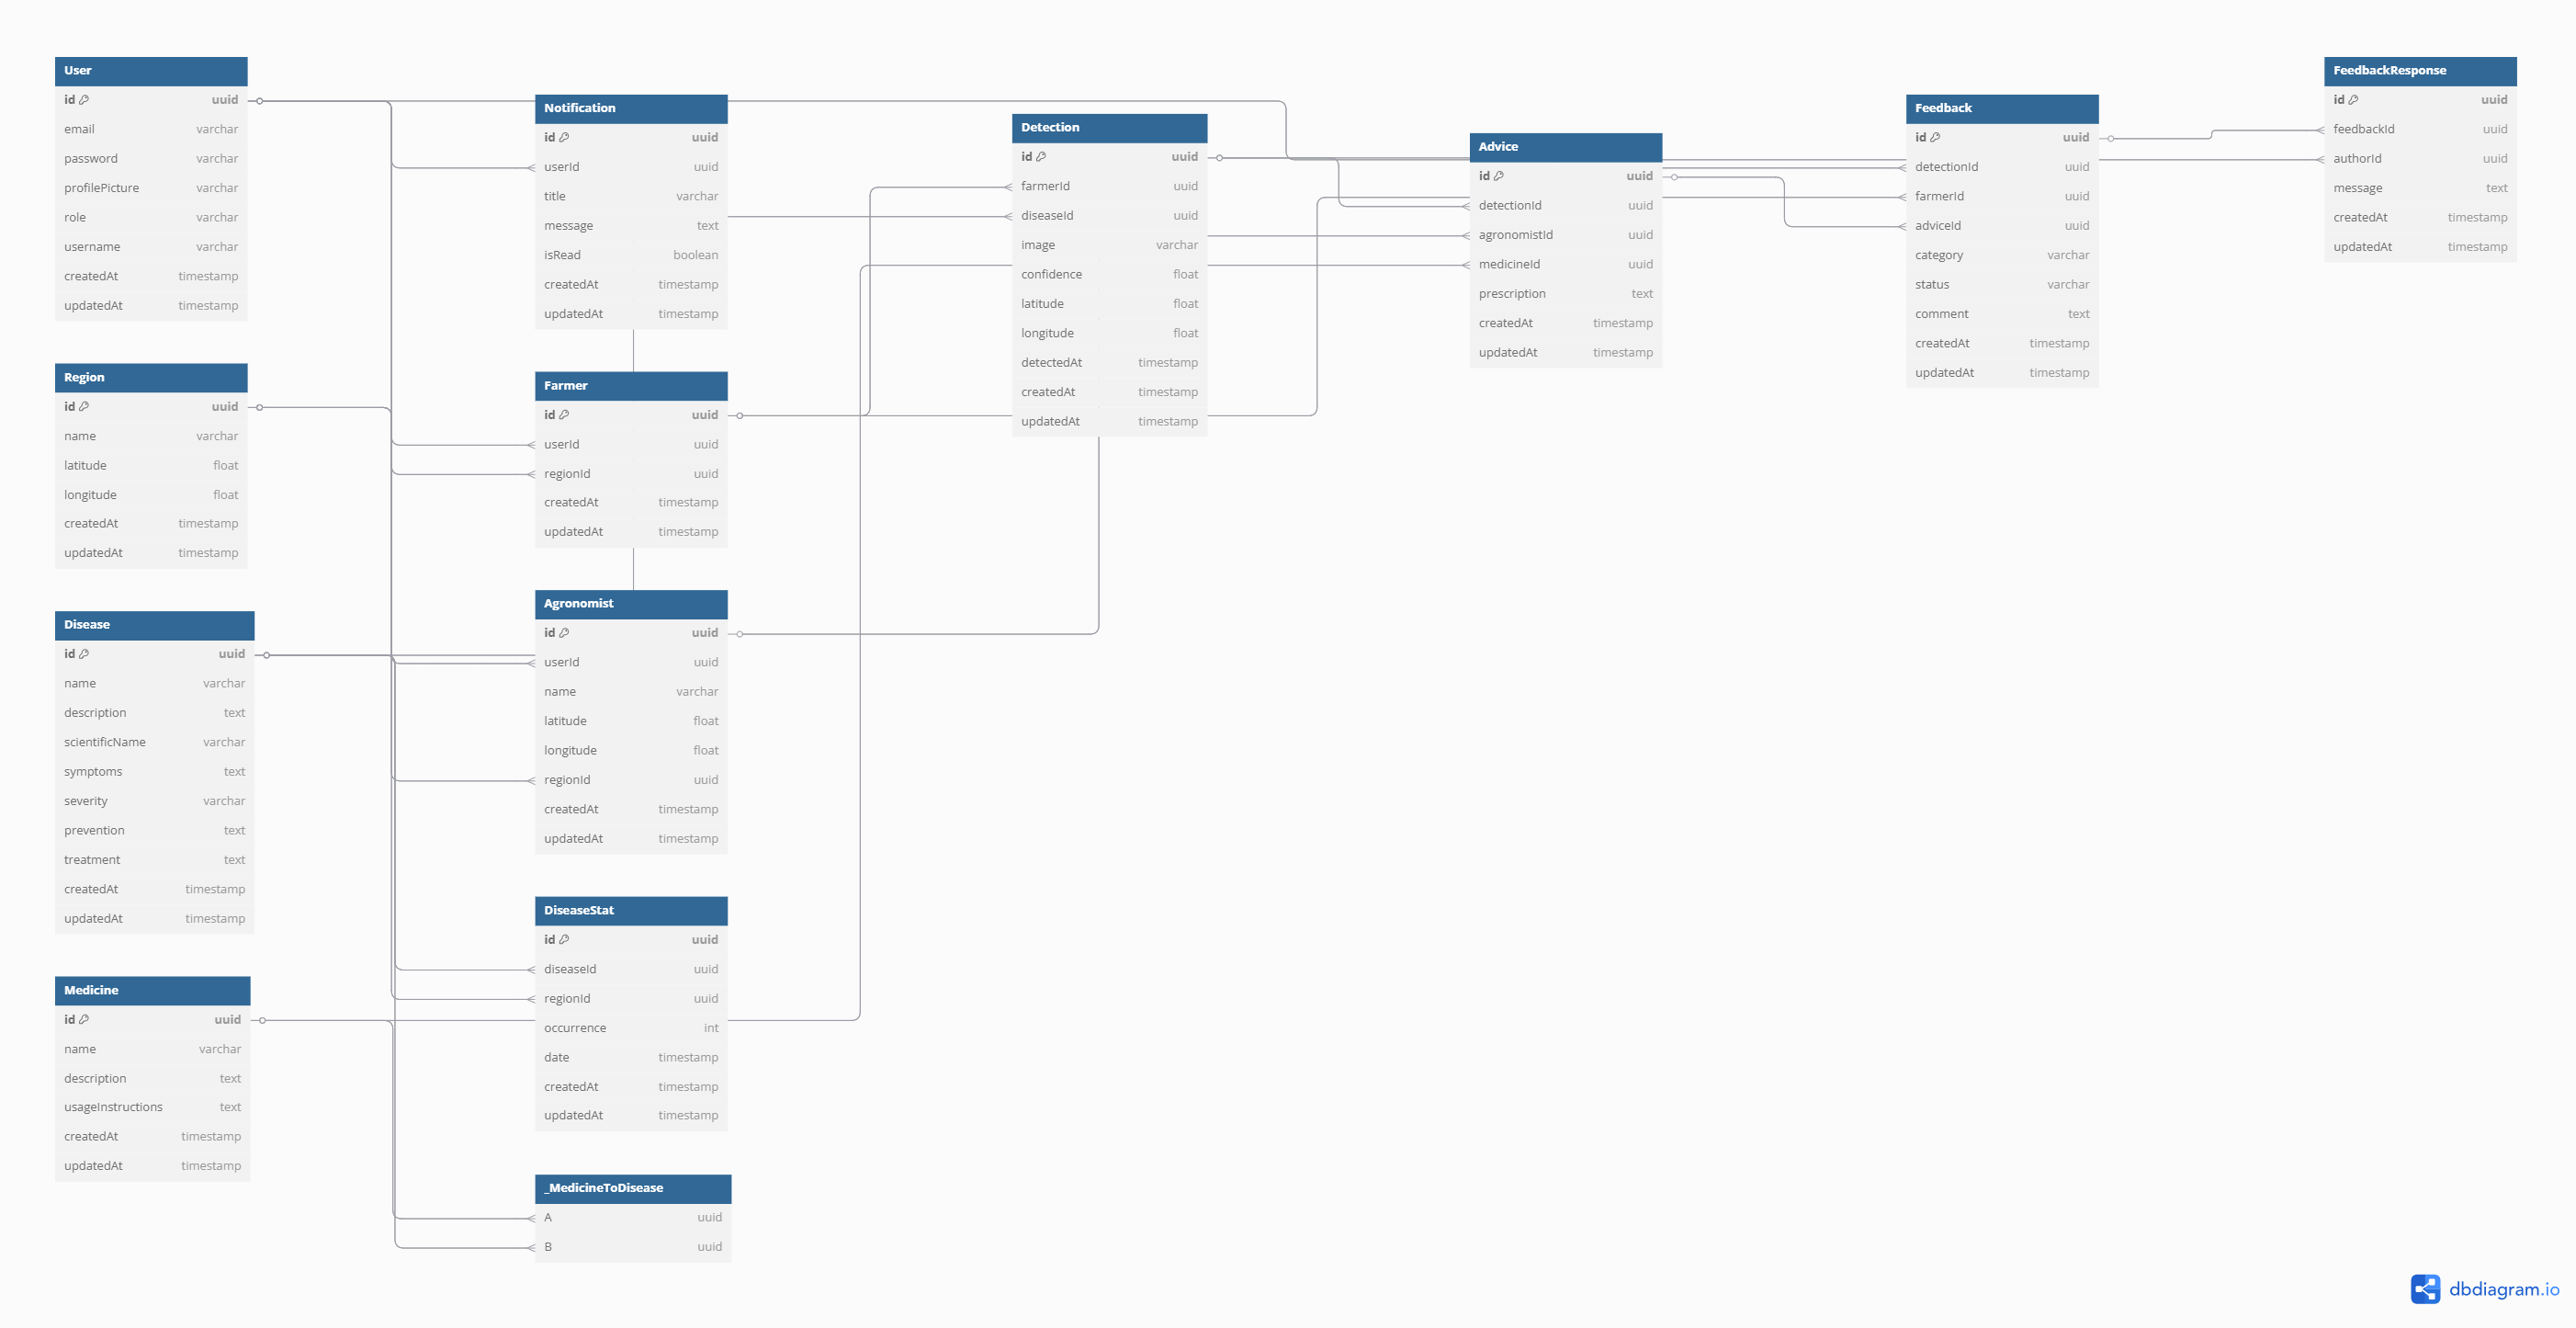 User
id uuid
email varchar
password varchar
profilePicture varchar
role varchar
username varchar
createdAt timestamp
updatedAt timestamp
Region
id uuid
name varchar
latitude float
longitude float
createdAt timestamp
updatedAt timestamp
Disease
id uuid
name varchar
description text
scientificName varchar
symptoms text
severity varchar
prevention text
treatment text
createdAt timestamp
updatedAt timestamp
Medicine
id uuid
name varchar
description text
usageInstructions text
createdAt timestamp
updatedAt timestamp
Notification
id uuid
userId uuid
title varchar
message text
isRead boolean
createdAt timestamp
updatedAt timestamp
Farmer
id uuid
userId uuid
regionId uuid
createdAt timestamp
updatedAt timestamp
Agronomist
id uuid
userId uuid
name varchar
latitude float
longitude float
regionId uuid
createdAt timestamp
updatedAt timestamp
DiseaseStat
id uuid
diseaseId uuid
regionId uuid
occurrence int
date timestamp
createdAt timestamp
updatedAt timestamp
_MedicineToDisease
A uuid
B uuid
Detection
id uuid
farmerId uuid
diseaseId uuid
image varchar
confidence float
latitude float
longitude float
detectedAt timestamp
createdAt timestamp
updatedAt timestamp
Advice
id uuid
detectionId uuid
agronomistId uuid
medicineId uuid
prescription text
createdAt timestamp
updatedAt timestamp
Feedback
id uuid
detectionId uuid
farmerId uuid
adviceId uuid
category varchar
status varchar
comment text
createdAt timestamp
updatedAt timestamp
FeedbackResponse
id uuid
feedbackId uuid
authorId uuid
message text
createdAt timestamp
updatedAt timestamp
dbdiagram.io